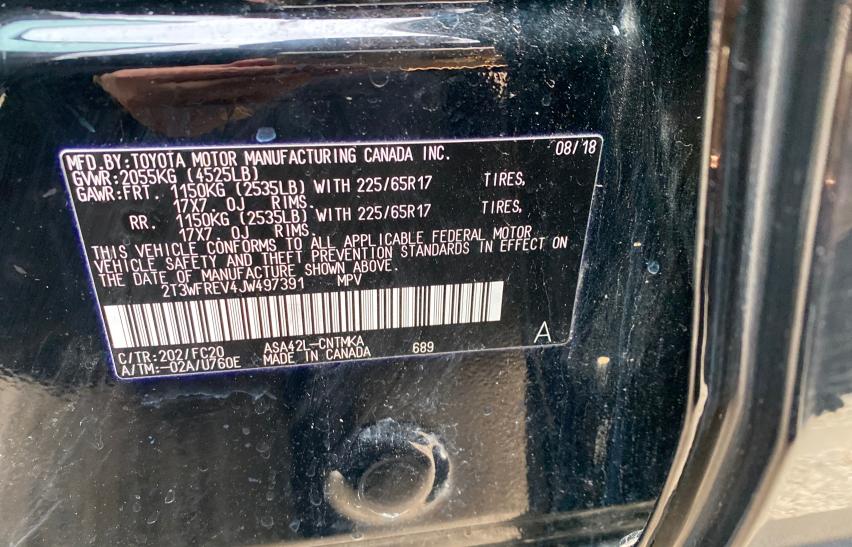 MFD.BY:TOYOTA MOTOR MANUFACTURING CANADA INC. 08/18
GVWR:2055KG (4525LB)
GAWR:FRT. 1150KG (2535LB) WITH 225/65R17 TIRES,
17X7.0J RIMS.
RR. 1150KG (2535LB) WITH 225/65R17 TIRES,
17X7.0J RIMS.
THIS VEHICLE CONFORMS TO ALL APPLICABLE FEDERAL MOTOR
VEHICLE SAFETY AND THEFT PREVENTION STANDARDS IN EFFECT ON
THE DATE OF MANUFACTURE SHOWN ABOVE.
2T3WFREV4JW497391 MPV
C/TR:202/FC20 ASA42L-CNTMKA 689 A
A/TM:-02A/U760E MADE IN CANADA